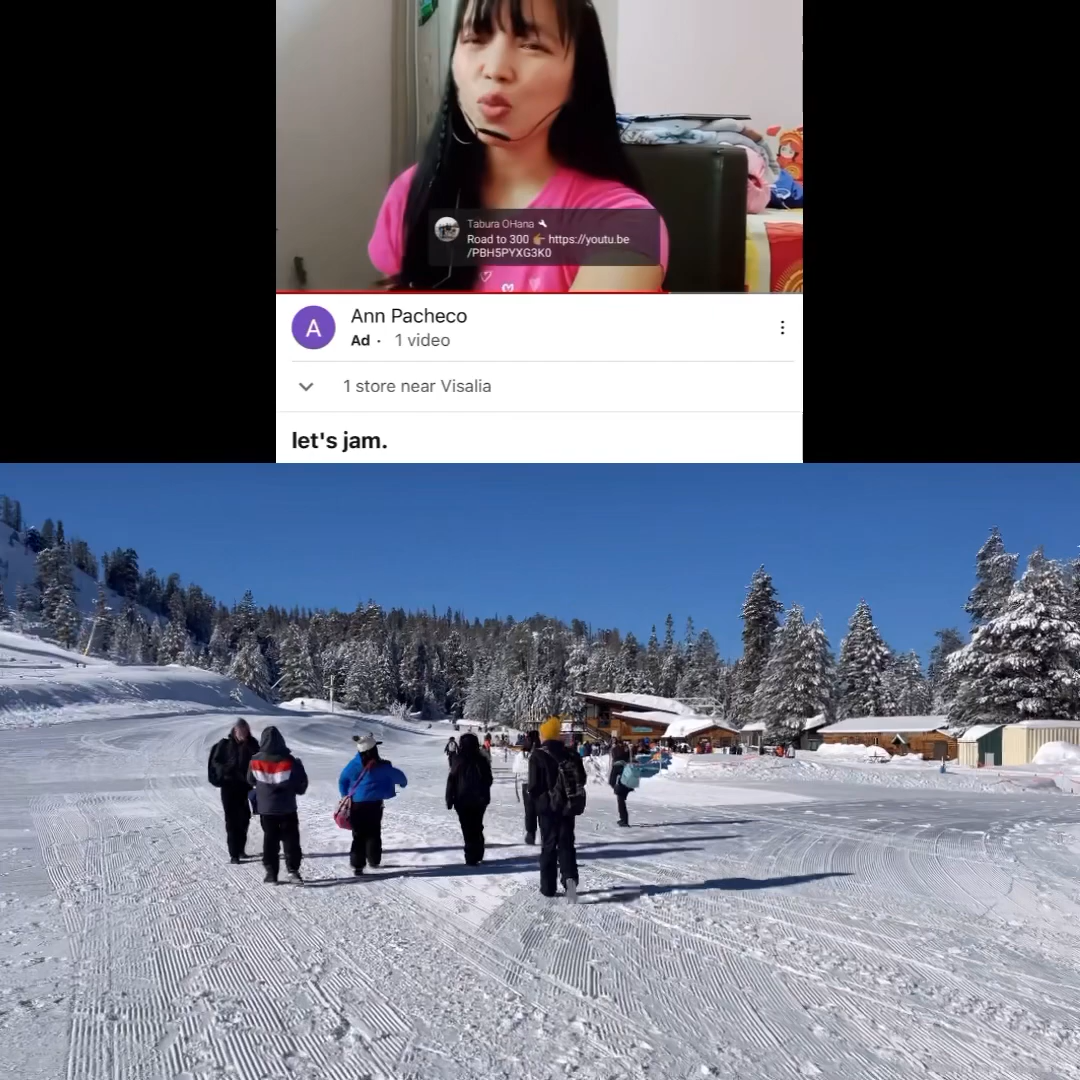 Tabura OHana
Road to 300 👉 https://youtu.be
/PBH5PYXG3K0
A
Ann Pacheco
Ad · 1 video
1 store near Visalia
let's jam.